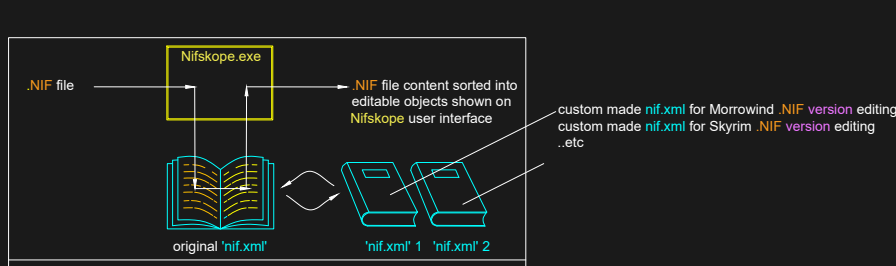 Nifskope.exe
.NIF file
.NIF file content sorted into
editable objects shown on
Nifskope user interface
custom made nif.xml for Morrowind .NIF version editing
custom made nif.xml for Skyrim .NIF version editing
..etc
original 'nif.xml'
'nif.xml' 1
'nif.xml' 2